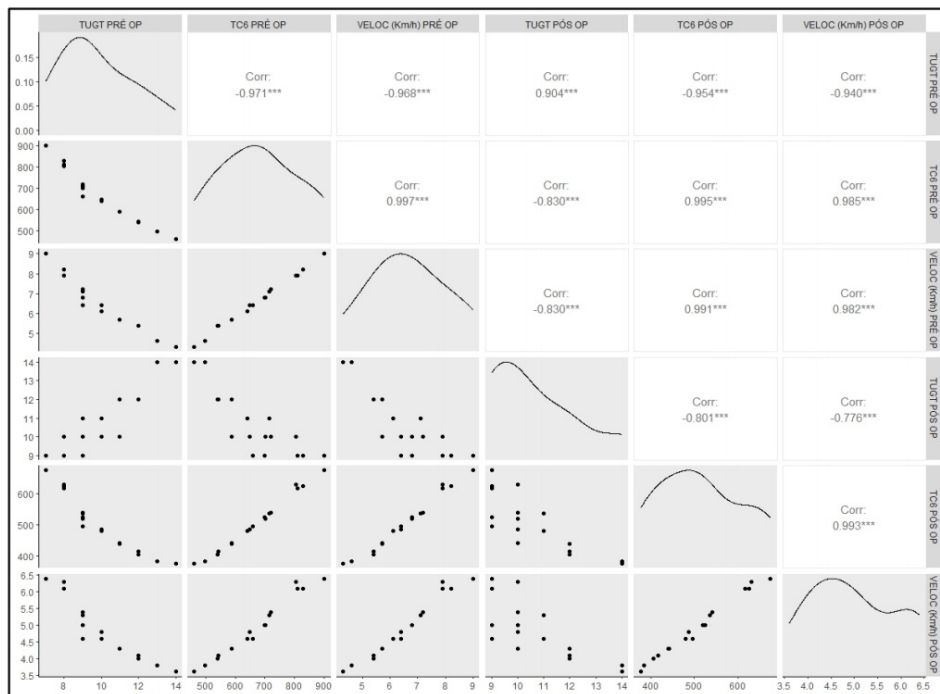 TUGT PRÉ OP TC6 PRÉ OP VELOC (Km/h) PRÉ OP TUGT PÓS OP TC6 PÓS OP VELOC (Km/h) PÓS OP
0.15
0.10
0.05
0.00
Corr: Corr: Corr: Corr: Corr:
-0.971*** -0.968*** 0.904*** -0.954*** -0.940***
TUGT PRÉ OP
900
800
700
600
500
Corr: Corr: Corr: Corr:
0.997*** -0.830*** 0.995*** 0.985***
TC6 PRÉ OP
9
8
7
6
5
Corr: Corr: Corr:
-0.830*** 0.991*** 0.982***
VELOC (Km/h) PRÉ OP
14
13
12
11
10
9
Corr: Corr:
-0.801*** -0.776***
TUGT PÓS OP
600
500
400
Corr:
0.993***
TC6 PÓS OP
6.5
6.0
5.5
5.0
4.5
4.0
3.5
VELOC (Km/h) PÓS OP
8 10 12 14 500 600 700 800 900 5 6 7 8 9 9 10 11 12 13 14 400 500 600 3.5 4.0 4.5 5.0 5.5 6.0 6.5